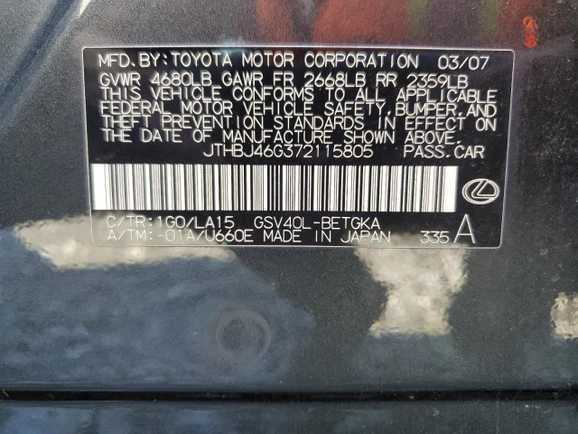 MFD. BY: TOYOTA MOTOR CORPORATION 03/07
GVWR 4680LB GAWR FR 2668LB RR 2359LB
THIS VEHICLE CONFORMS TO ALL APPLICABLE
FEDERAL MOTOR VEHICLE SAFETY, BUMPER, AND
THEFT PREVENTION STANDARDS IN EFFECT ON
THE DATE OF MANUFACTURE SHOWN ABOVE.
JTHBJ46G372115805 PASS. CAR
C/TR: 1G0/LA15 GSV40L-BETGKA
A/TM: -01A/U660E MADE IN JAPAN 335 A